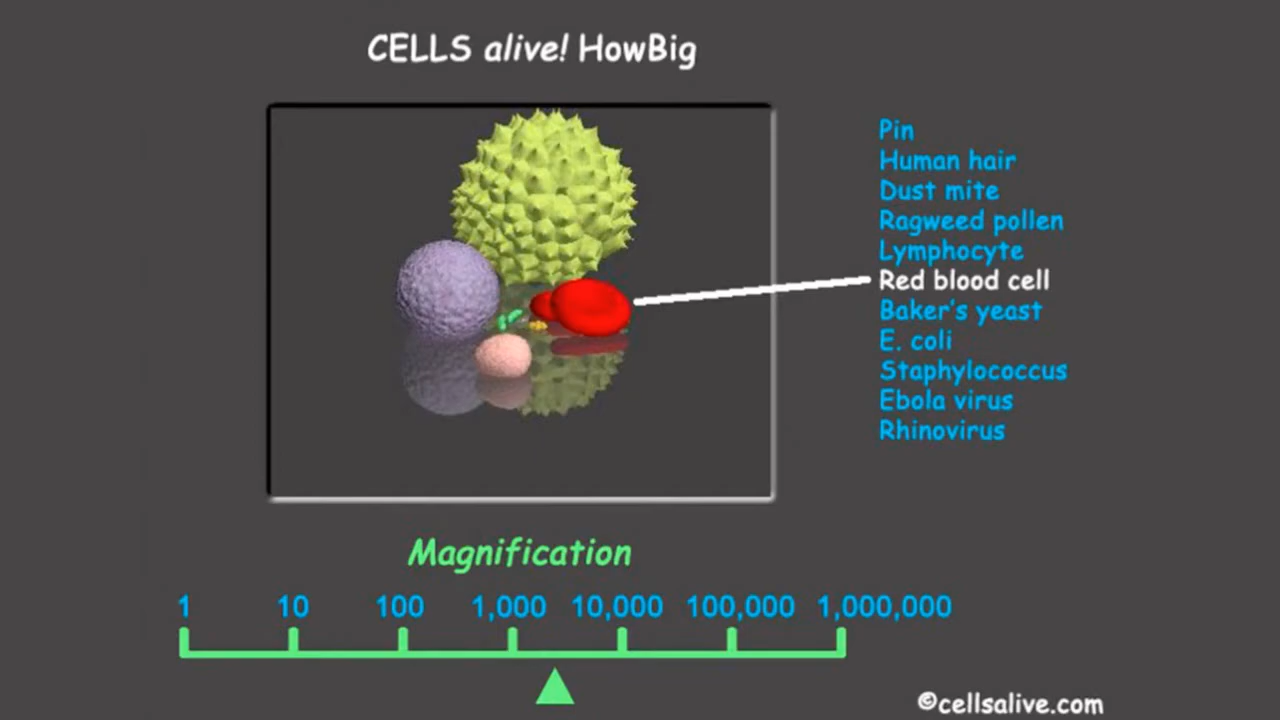 CELLS alive! HowBig
Pin
Human hair
Dust mite
Ragweed pollen
Lymphocyte
Red blood cell
Baker's yeast
E. coli
Staphylococcus
Ebola virus
Rhinovirus
Magnification
1 10 100 1,000 10,000 100,000 1,000,000
©cellsalive.com